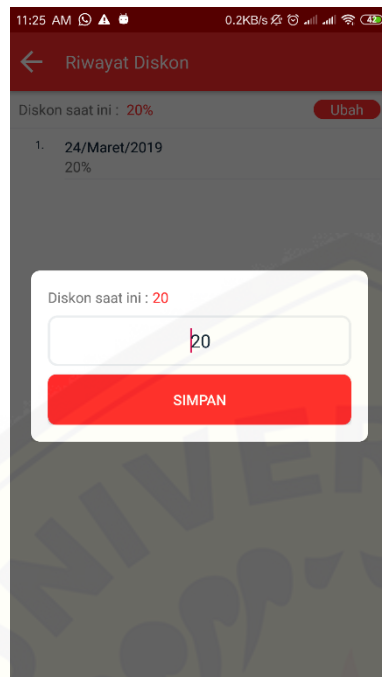 11:25 AM 0.2KB/s 42
Riwayat Diskon
Diskon saat ini : 20% Ubah
1. 24/Maret/2019
20%
Diskon saat ini : 20
20
SIMPAN
UNIVER